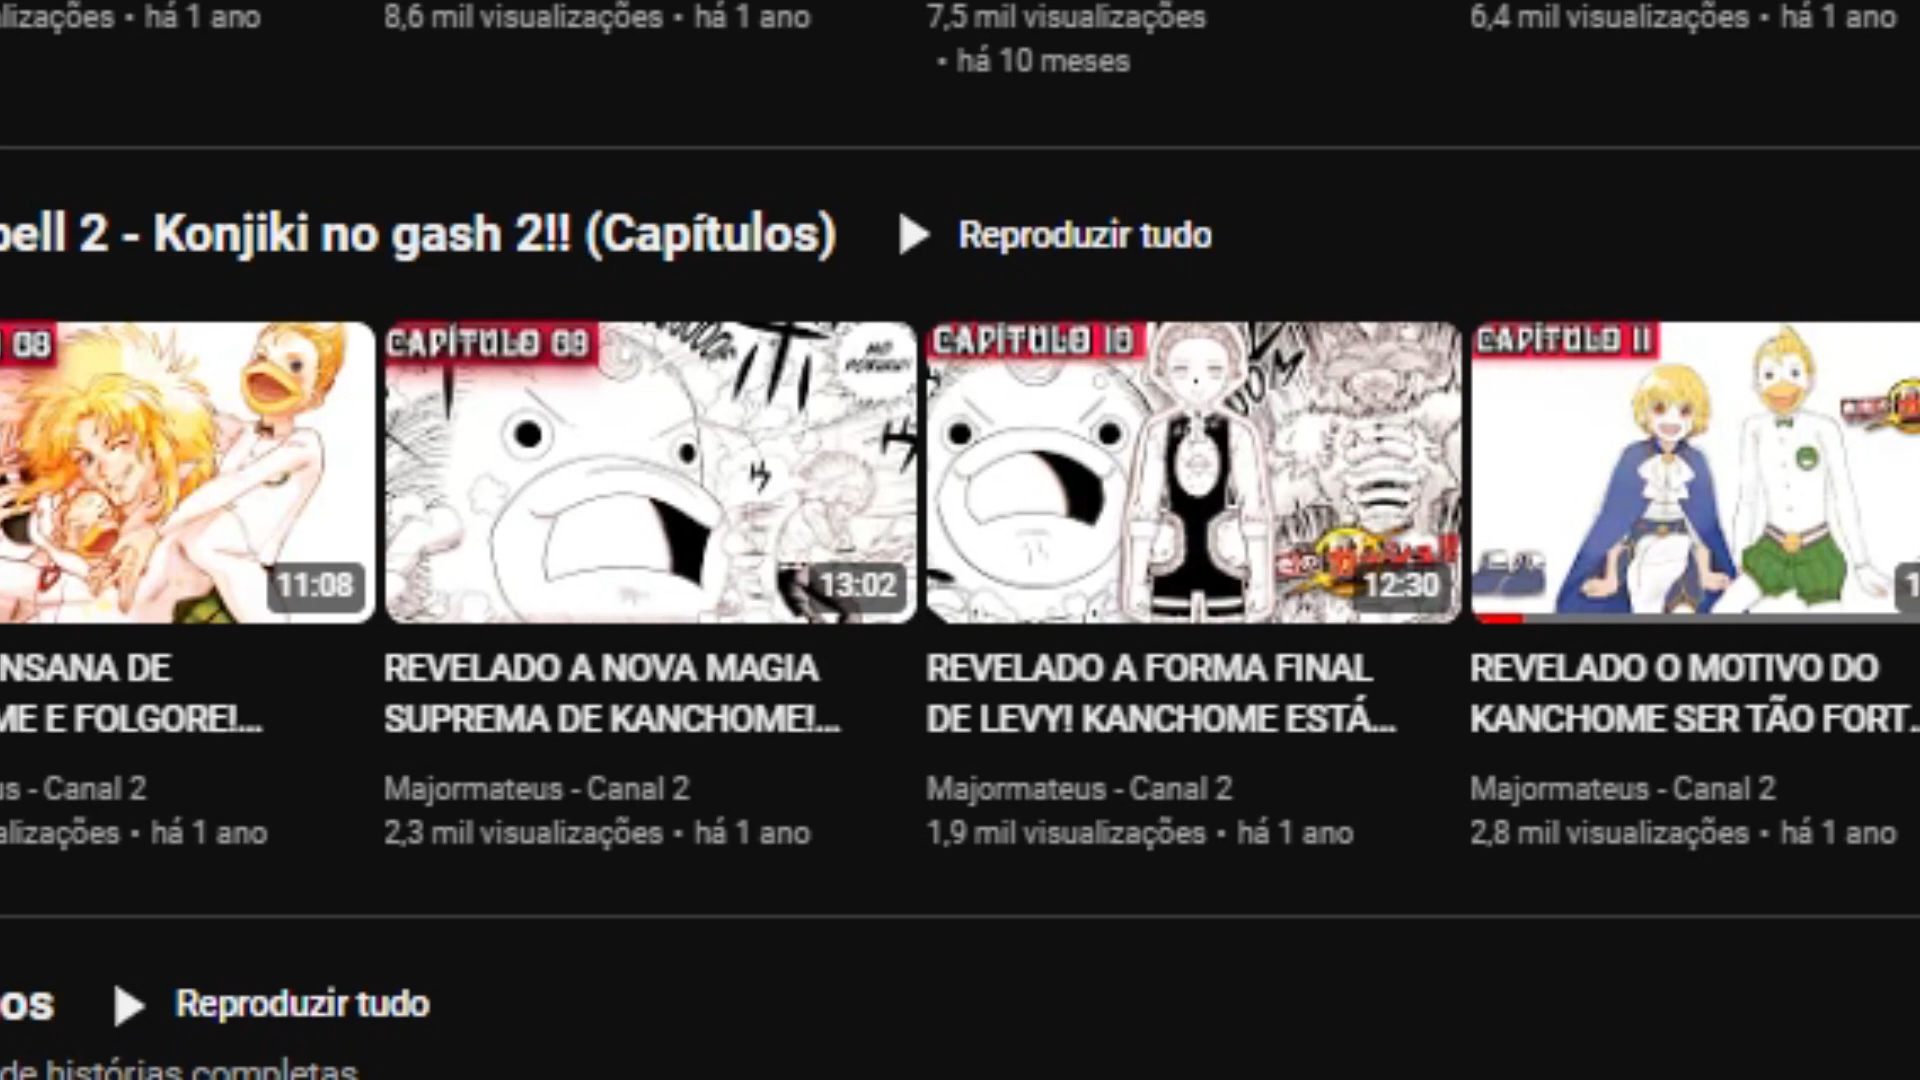 lizações • há 1 ano
8,6 mil visualizações • há 1 ano
7,5 mil visualizações
• há 10 meses
6,4 mil visualizações • há 1 ano
bell 2 - Konjiki no gash 2!! (Capítulos)
Reproduzir tudo
08
CAPÍTULO 09
CAPÍTULO 10
CAPÍTULO 11
11:08
13:02
12:30
1
NSANA DE
ME E FOLGORE!...
REVELADO A NOVA MAGIA
SUPREMA DE KANCHOME!...
REVELADO A FORMA FINAL
DE LEVY! KANCHOME ESTÁ...
REVELADO O MOTIVO DO
KANCHOME SER TÃO FORT...
us - Canal 2
alizações • há 1 ano
Majormateus - Canal 2
2,3 mil visualizações • há 1 ano
Majormateus - Canal 2
1,9 mil visualizações • há 1 ano
Majormateus - Canal 2
2,8 mil visualizações • há 1 ano
os
Reproduzir tudo
de histórias completas